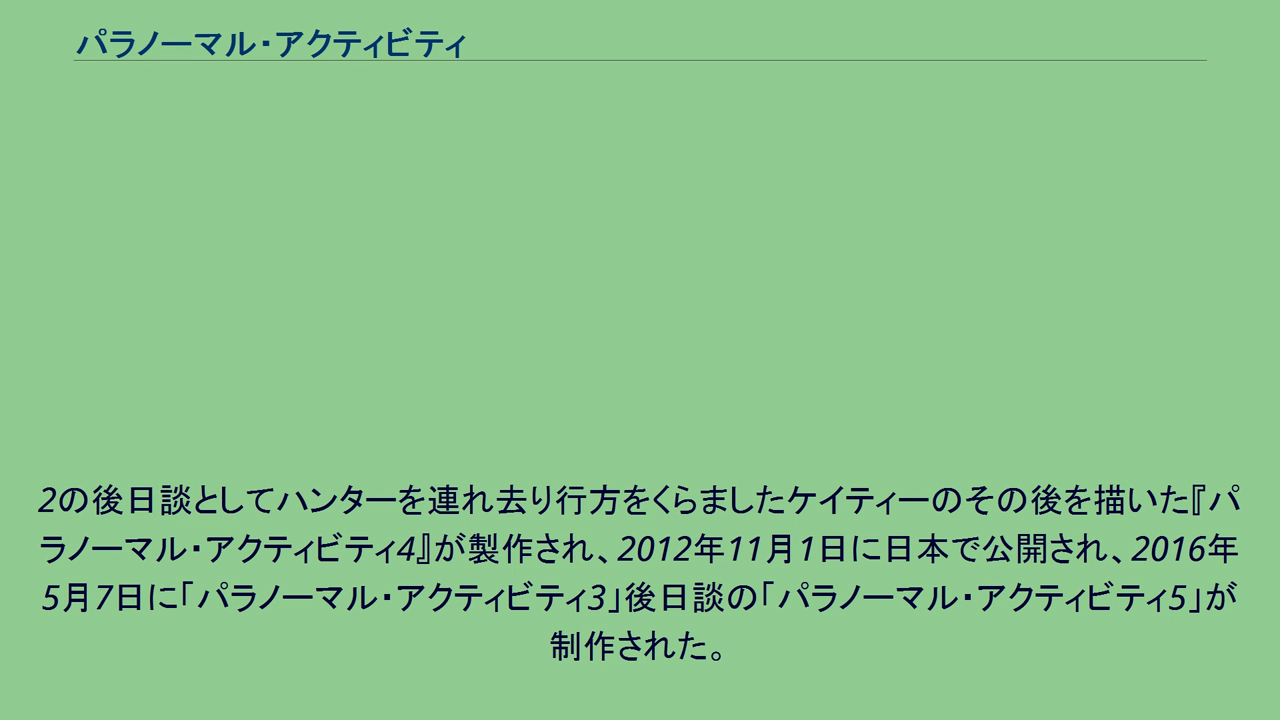 パラノーマル・アクティビティ
2の後日談としてハンターを連れ去り行方をくらましたケイティーのその後を描いた『パ
ラノーマル・アクティビティ4』が製作され、2012年11月1日に日本で公開され、2016年
5月7日に「パラノーマル・アクティビティ3」後日談の「パラノーマル・アクティビティ5」が
制作された。